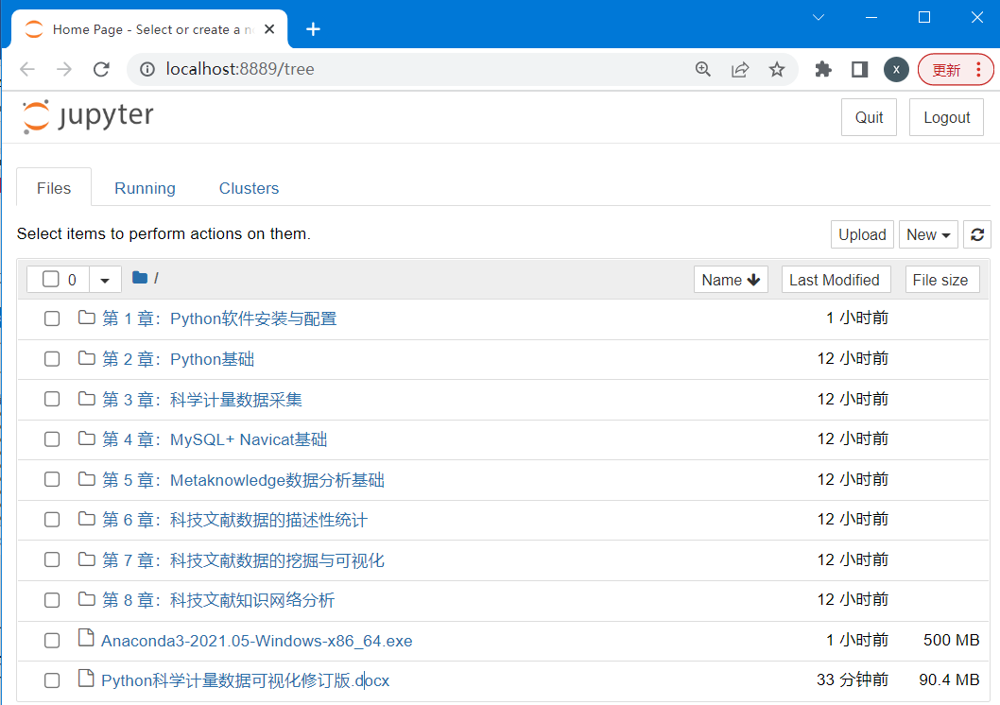 Home Page - Select or create a n
localhost:8889/tree
x
更新
jupyter
Quit
Logout
Files
Running
Clusters
Select items to perform actions on them.
Upload
New
0
/
Name
Last Modified
File size
第 1 章：Python软件安装与配置 1 小时前
第 2 章：Python基础 12 小时前
第 3 章：科学计量数据采集 12 小时前
第 4 章：MySQL+ Navicat基础 12 小时前
第 5 章：Metaknowledge数据分析基础 12 小时前
第 6 章：科技文献数据的描述性统计 12 小时前
第 7 章：科技文献数据的挖掘与可视化 12 小时前
第 8 章：科技文献知识网络分析 12 小时前
Anaconda3-2021.05-Windows-x86_64.exe 1 小时前 500 MB
Python科学计量数据可视化修订版.docx 33 分钟前 90.4 MB